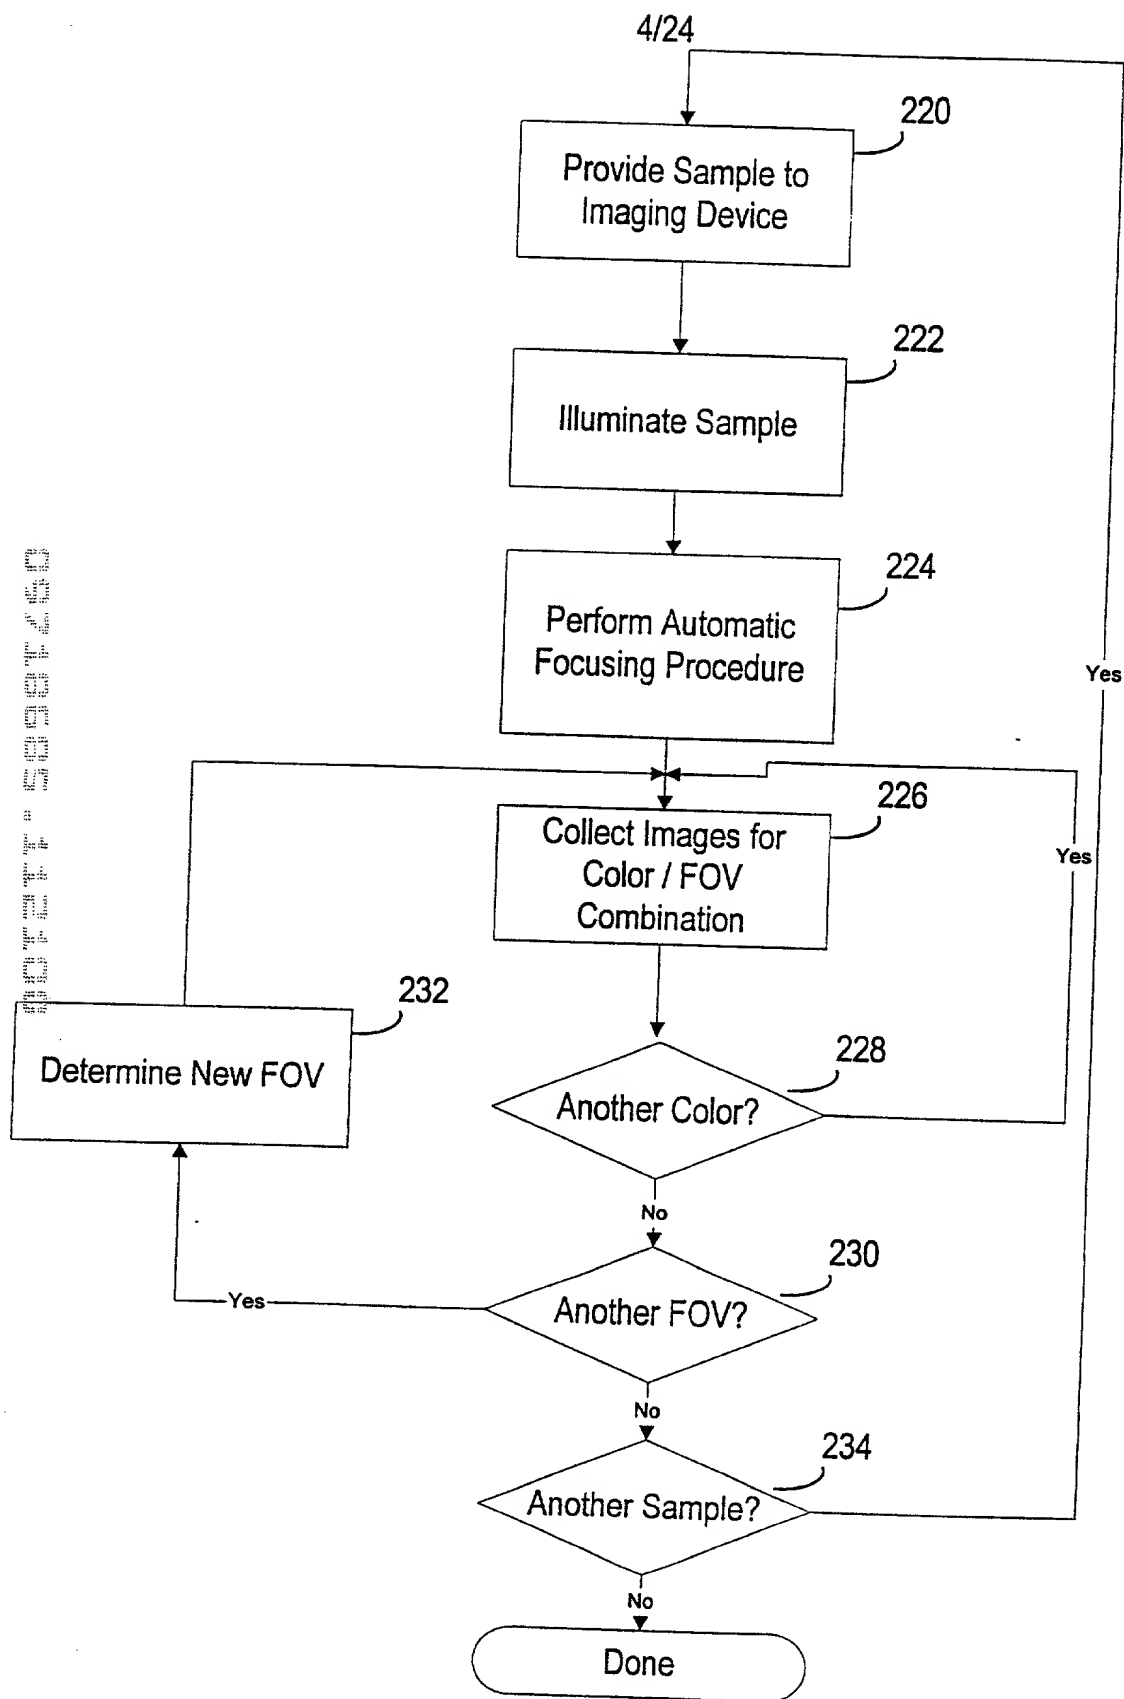 4/24
220
Provide Sample to
Imaging Device
222
Illuminate Sample
224
Perform Automatic
Focusing Procedure
Yes
226
Collect Images for
Color / FOV
Combination
Yes
232
Determine New FOV
228
Another Color?
No
230
Another FOV?
Yes
No
234
Another Sample?
No
Done